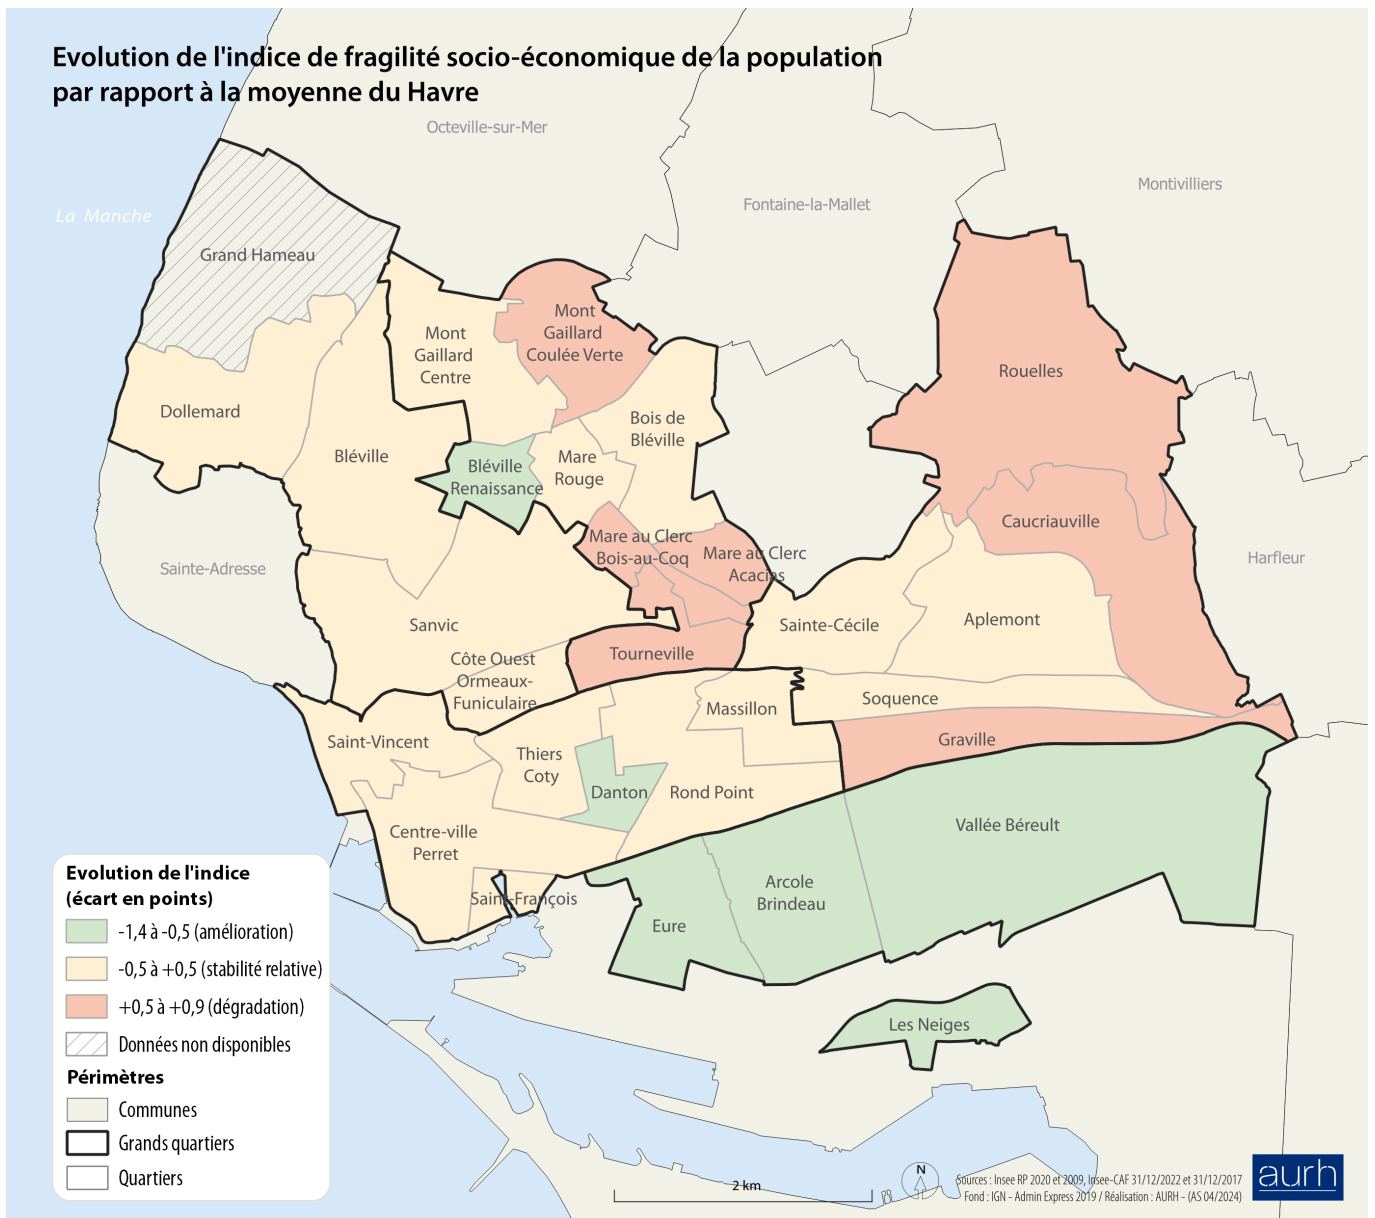 Evolution de l'indice de fragilité socio-économique de la population
par rapport à la moyenne du Havre
Octeville-sur-Mer
Montivilliers
Fontaine-la-Mallet
La Manche
Grand Hameau
Mont
Gaillard
Coulée Verte
Mont
Gaillard
Centre
Rouelles
Dollemard
Bois de
Bléville
Bléville
Mare
Rouge
Bléville
Renaissance
Caucriauville
Mare au Clerc
Bois-au-Coq
Mare au Clerc
Acacias
Harfleur
Sainte-Adresse
Sanvic
Sainte-Cécile
Aplemont
Tourneville
Côte Ouest
Ormeaux-
Funiculaire
Soquence
Massillon
Saint-Vincent
Graville
Thiers
Coty
Danton
Rond Point
Vallée Béreult
Centre-ville
Perret
Arcole
Brindeau
Saint-François
Eure
Les Neiges
Evolution de l'indice
(écart en points)
-1,4 à -0,5 (amélioration)
-0,5 à +0,5 (stabilité relative)
+0,5 à +0,9 (dégradation)
Données non disponibles
Périmètres
Communes
Grands quartiers
Quartiers
2 km
N
Sources : Insee RP 2020 et 2009, Insee-CAF 31/12/2022 et 31/12/2017
Fond : IGN - Admin Express 2019 / Réalisation : AURH - (AS 04/2024)
aurh